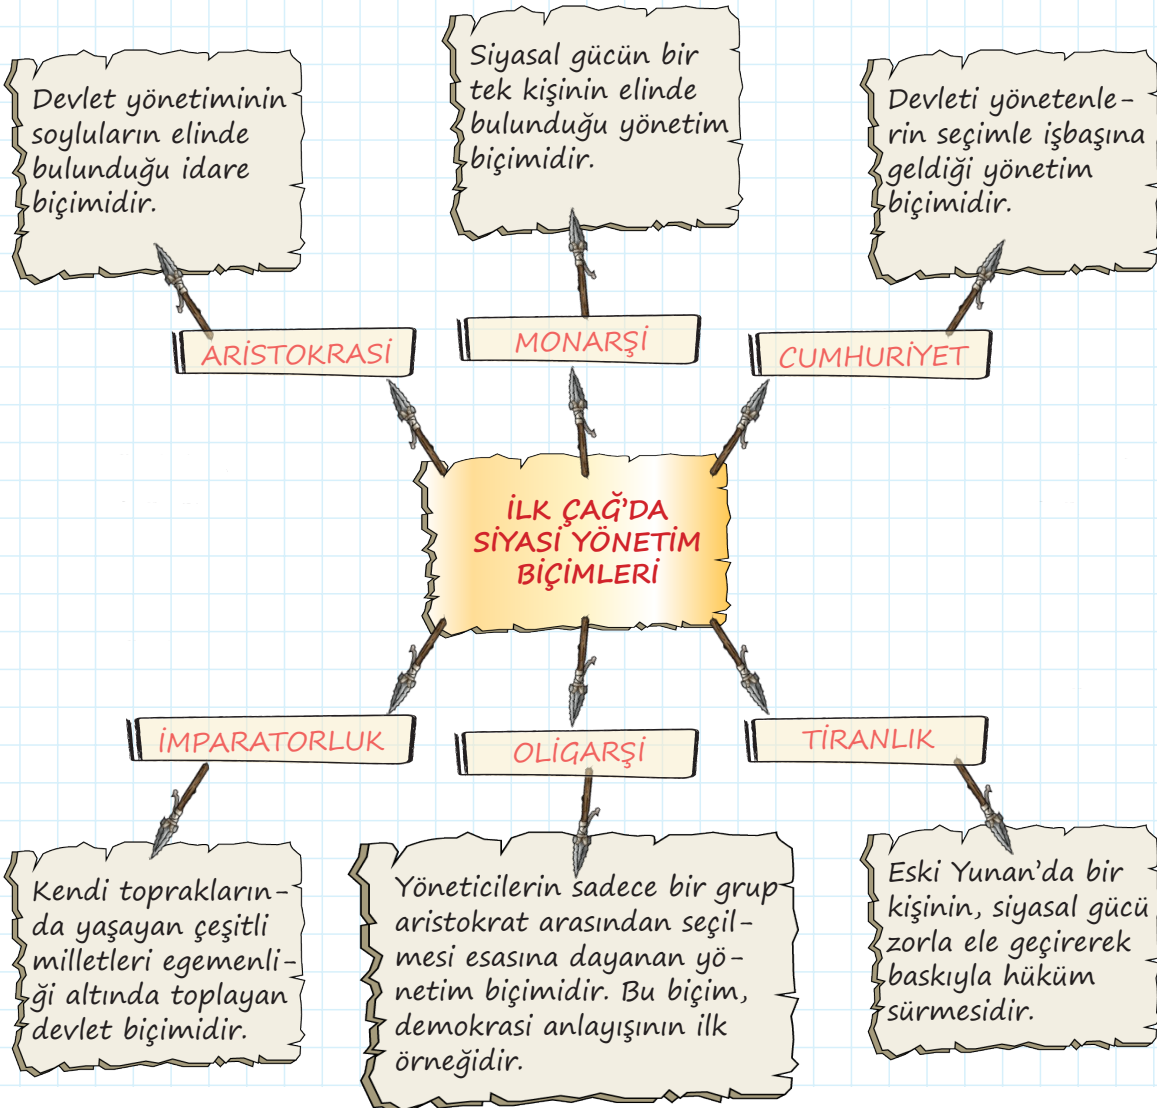 Devlet yönetiminin
soyluların elinde
bulunduğu idare
biçimidir.
Siyasal gücün bir
tek kişinin elinde
bulunduğu yönetim
biçimidir.
Devleti yönetenle-
rin seçimle işbaşına
geldiği yönetim
biçimidir.
ARİSTOKRASİ
MONARŞİ
CUMHURİYET
İLK ÇAĞ'DA
SİYASİ YÖNETİM
BİÇİMLERİ
İMPARATORLUK
OLİGARŞİ
TİRANLIK
Kendi toprakların-
da yaşayan çeşitli
milletleri egemenli-
ği altında toplayan
devlet biçimidir.
Yöneticilerin sadece bir grup
aristokrat arasından seçil-
mesi esasına dayanan yö-
netim biçimidir. Bu biçim,
demokrasi anlayışının ilk
örneğidir.
Eski Yunan'da bir
kişinin, siyasal gücü
zorla ele geçirerek
baskıyla hüküm
sürmesidir.